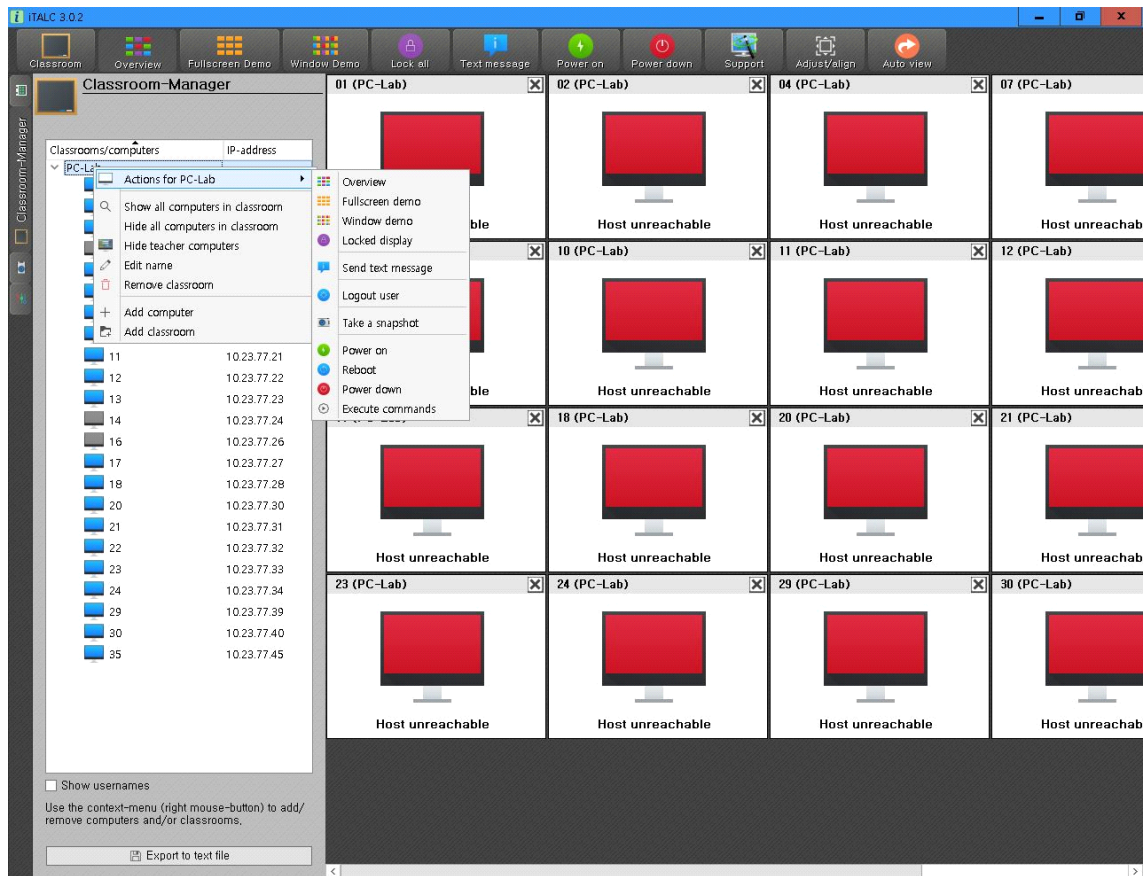 iTALC 3.0.2
Classroom
Overview
Fullscreen Demo
Window Demo
Lock all
Text message
Power on
Power down
Support
Adjust/align
Auto view
Classroom-Manager
Classroom-Manager
Classrooms/computers IP-address
PC-Lab
Actions for PC-Lab
Show all computers in classroom
Hide all computers in classroom
Hide teacher computers
Edit name
Remove classroom
Add computer
Add classroom
Overview
Fullscreen demo
Window demo
Locked display
Send text message
Logout user
Take a snapshot
Power on
Reboot
Power down
Execute commands
11 10.23.77.21
12 10.23.77.22
13 10.23.77.23
14 10.23.77.24
16 10.23.77.26
17 10.23.77.27
18 10.23.77.28
20 10.23.77.30
21 10.23.77.31
22 10.23.77.32
23 10.23.77.33
24 10.23.77.34
29 10.23.77.39
30 10.23.77.40
35 10.23.77.45
Show usernames
Use the context-menu (right mouse-button) to add/
remove computers and/or classrooms.
Export to text file
01 (PC-Lab)
02 (PC-Lab)
04 (PC-Lab)
07 (PC-Lab)
ble
Host unreachable
Host unreachable
Host unreachab
10 (PC-Lab)
11 (PC-Lab)
12 (PC-Lab)
ble
Host unreachable
Host unreachable
Host unreachab
18 (PC-Lab)
20 (PC-Lab)
21 (PC-Lab)
Host unreachable
Host unreachable
Host unreachable
Host unreachab
23 (PC-Lab)
24 (PC-Lab)
29 (PC-Lab)
30 (PC-Lab)
Host unreachable
Host unreachable
Host unreachable
Host unreachab